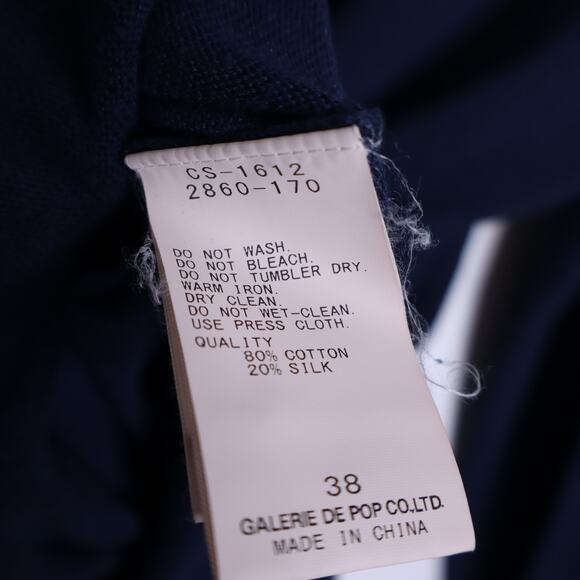 CS-1612
2860-170
DO NOT WASH.
DO NOT BLEACH.
DO NOT TUMBLER DRY.
WARM IRON.
DRY CLEAN.
DO NOT WET-CLEAN.
USE PRESS CLOTH.
QUALITY
80% COTTON
20% SILK
38
GALERIE DE POP CO.,LTD.
MADE IN CHINA